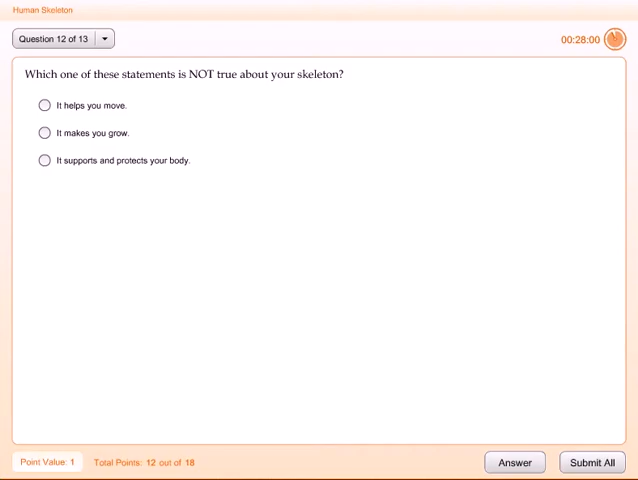 Human Skeleton
Question 12 of 13
00:28:00
Which one of these statements is NOT true about your skeleton?
It helps you move.
It makes you grow.
It supports and protects your body.
Point Value: 1
Total Points: 12 out of 18
Answer
Submit All